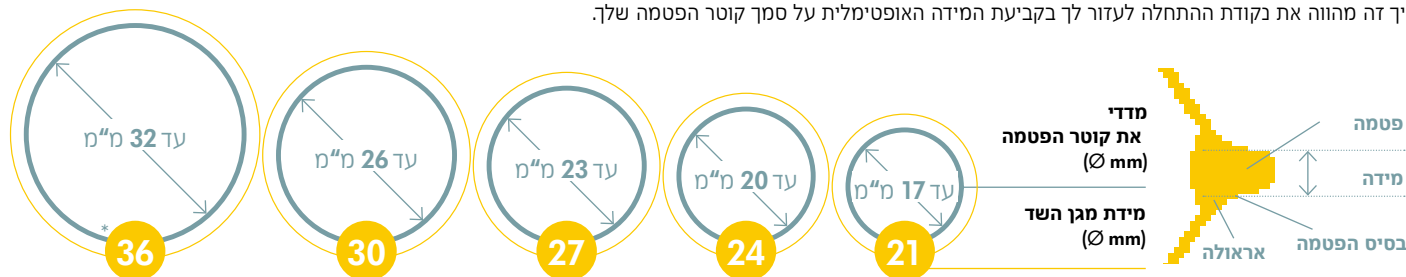 יך זה מהווה את נקודת ההתחלה לעזור לך בקביעת המידה האופטימלית על סמך קוטר הפטמה שלך.
פטמה
מידה
בסיס הפטמה
אראולה
מדדי
את קוטר הפטמה
(Ø mm)
מידת מגן השד
(Ø mm)
עד 17 מ"מ
21
עד 20 מ"מ
24
עד 23 מ"מ
27
עד 26 מ"מ
30
עד 32 מ"מ
*
36